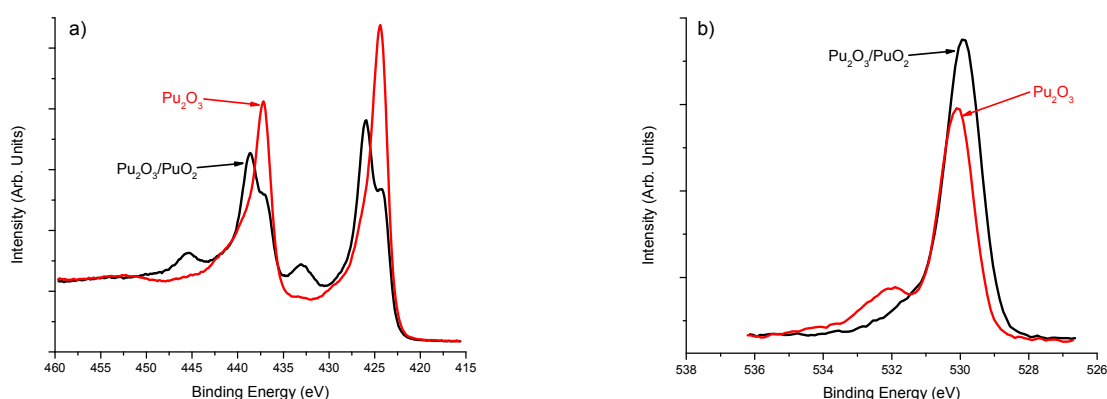 a)
Pu₂O₃
Pu₂O₃/PuO₂
Intensity (Arb. Units)
460 455 450 445 440 435 430 425 420 415
Binding Energy (eV)
b)
Pu₂O₃/PuO₂
Pu₂O₃
Intensity (Arb. Units)
538 536 534 532 530 528 526
Binding Energy (eV)